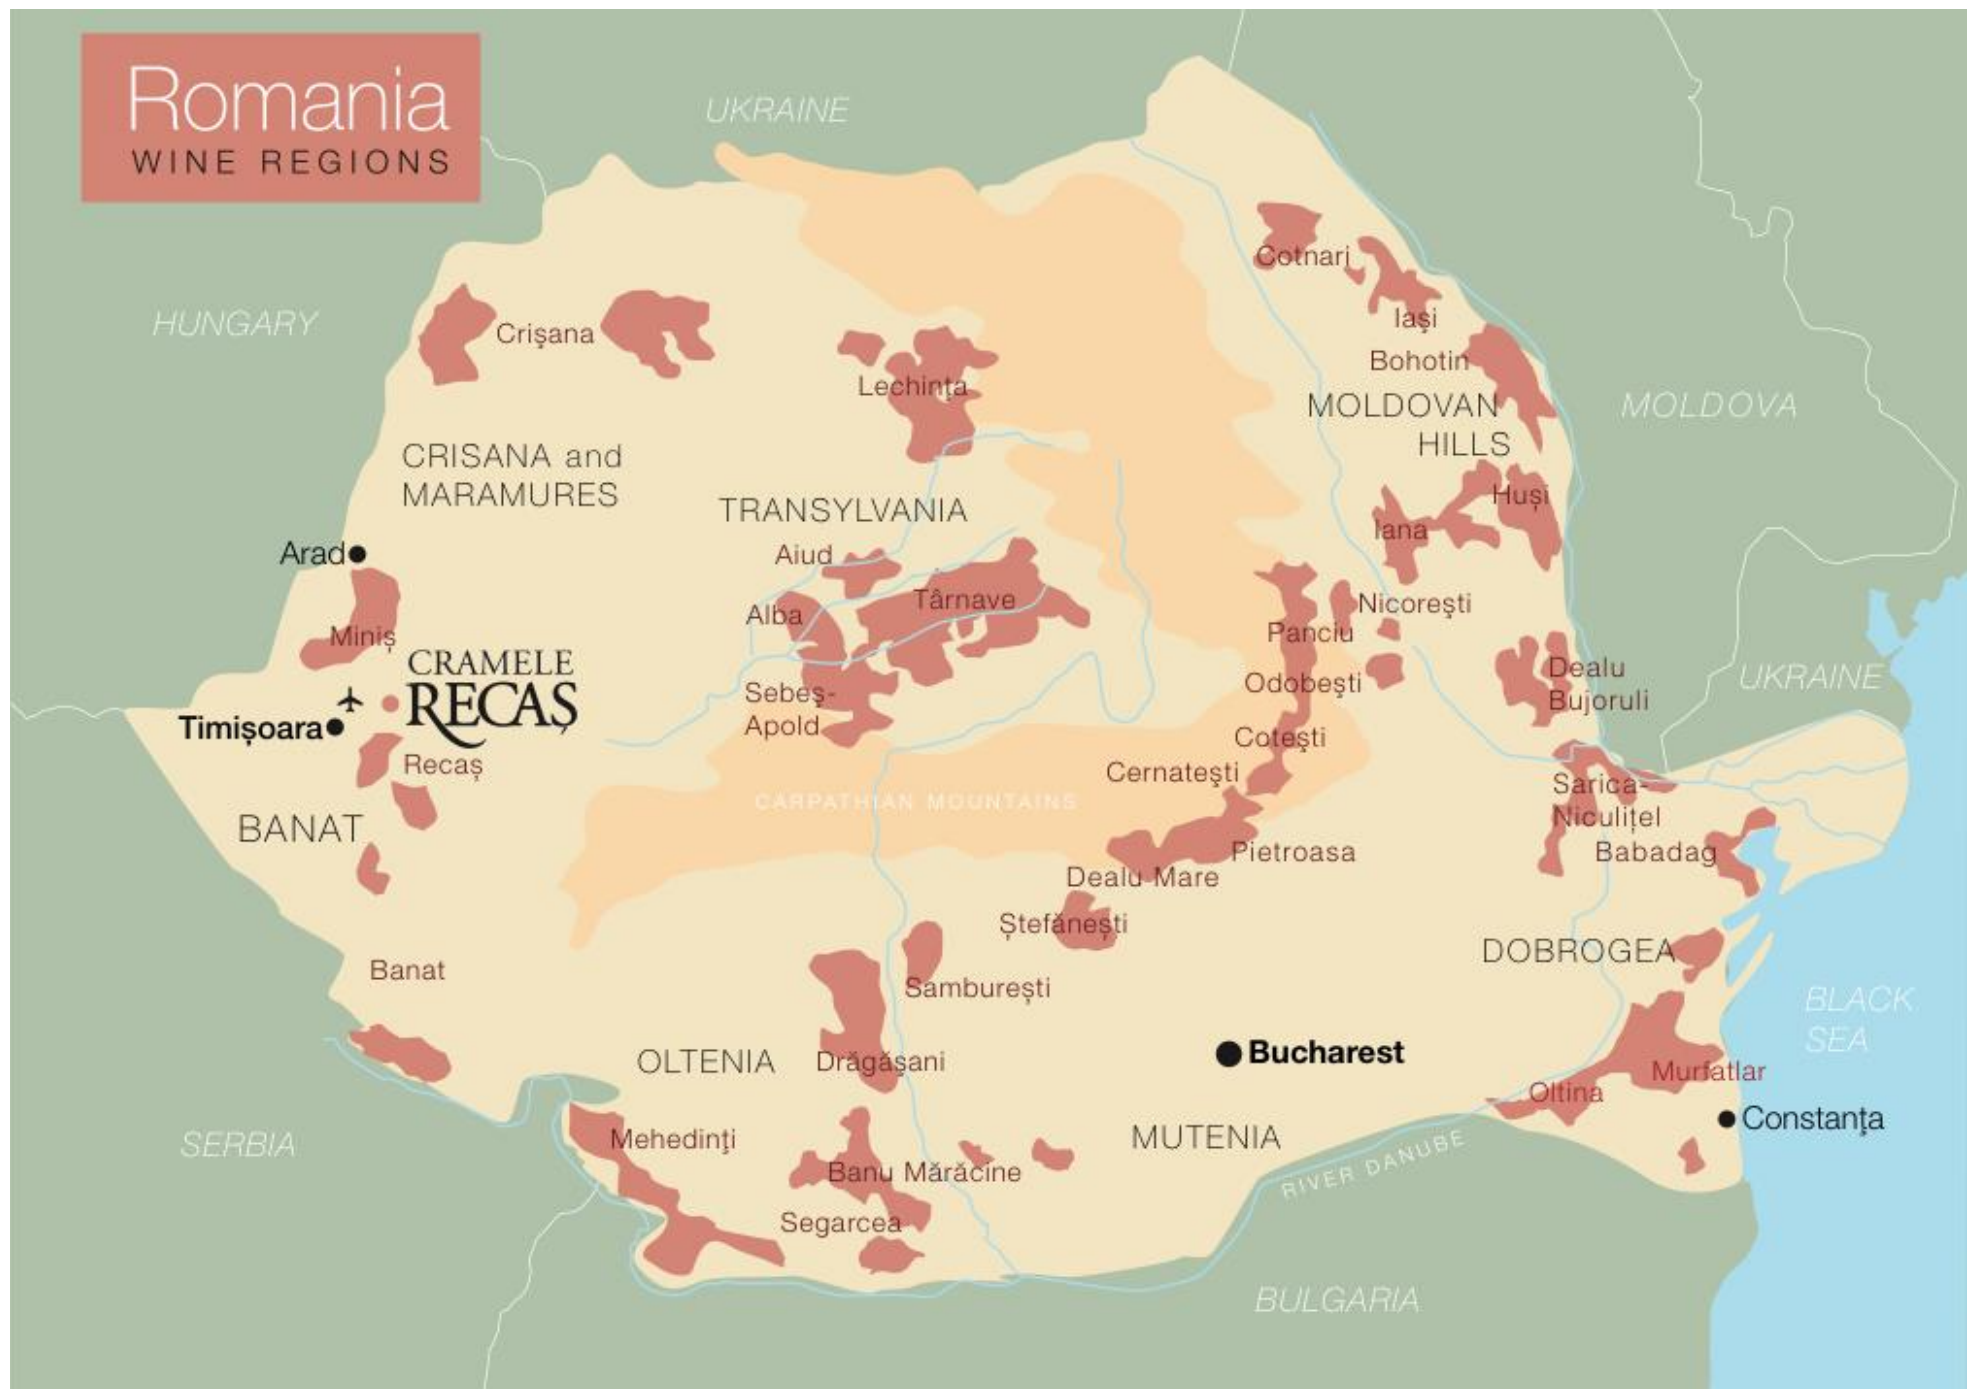 Romania
WINE REGIONS
UKRAINE
HUNGARY
Crişana
Lechinţa
Cotnari
Iaşi
Bohotin
MOLDOVAN
HILLS
MOLDOVA
CRISANA and
MARAMURES
TRANSYLVANIA
Huşi
Iana
Arad
Aiud
Alba
Târnave
Nicoreşti
Panciu
Miniş
CRAMELE
RECAŞ
Sebeş-
Apold
Odobeşti
Dealu
Bujoruli
UKRAINE
Timişoara
Recaş
Coteşti
Cernateşti
CARPATHIAN MOUNTAINS
Sarica-
Niculiţel
BANAT
Pietroasa
Babadag
Dealu Mare
Ştefăneşti
DOBROGEA
Banat
Sambureşti
BLACK
SEA
OLTENIA
Drăgăşani
Bucharest
Murfatlar
Oltina
Constanţa
SERBIA
Mehedinţi
MUTENIA
RIVER DANUBE
Banu Mărăcine
Segarcea
BULGARIA